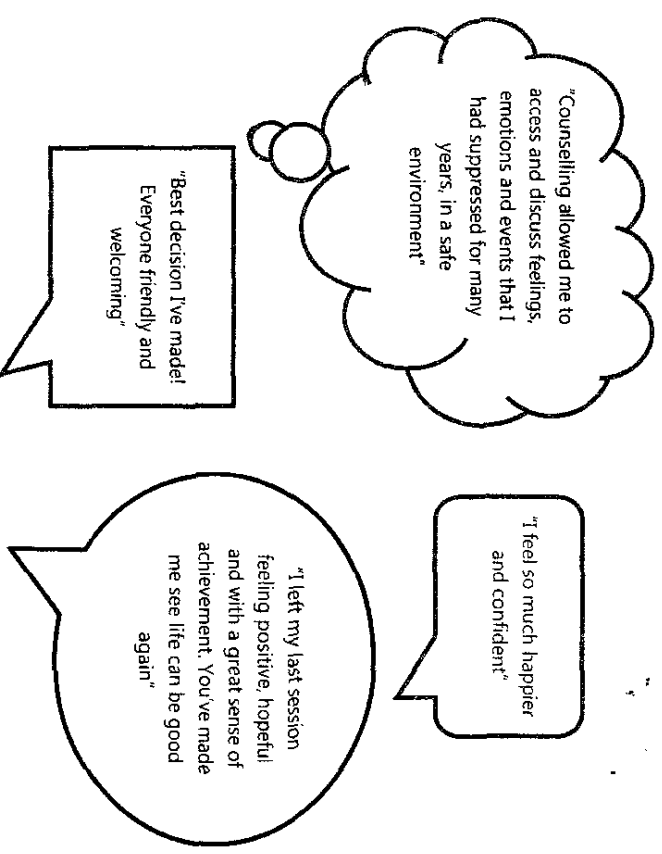 "Counselling allowed me to
access and discuss feelings,
emotions and events that I
had suppressed for many
years, in a safe
environment"
"I feel so much happier
and confident"
"Best decision I've made!
Everyone friendly and
welcoming"
"I left my last session
feeling positive, hopeful
and with a great sense of
achievement. You've made
me see life can be good
again"